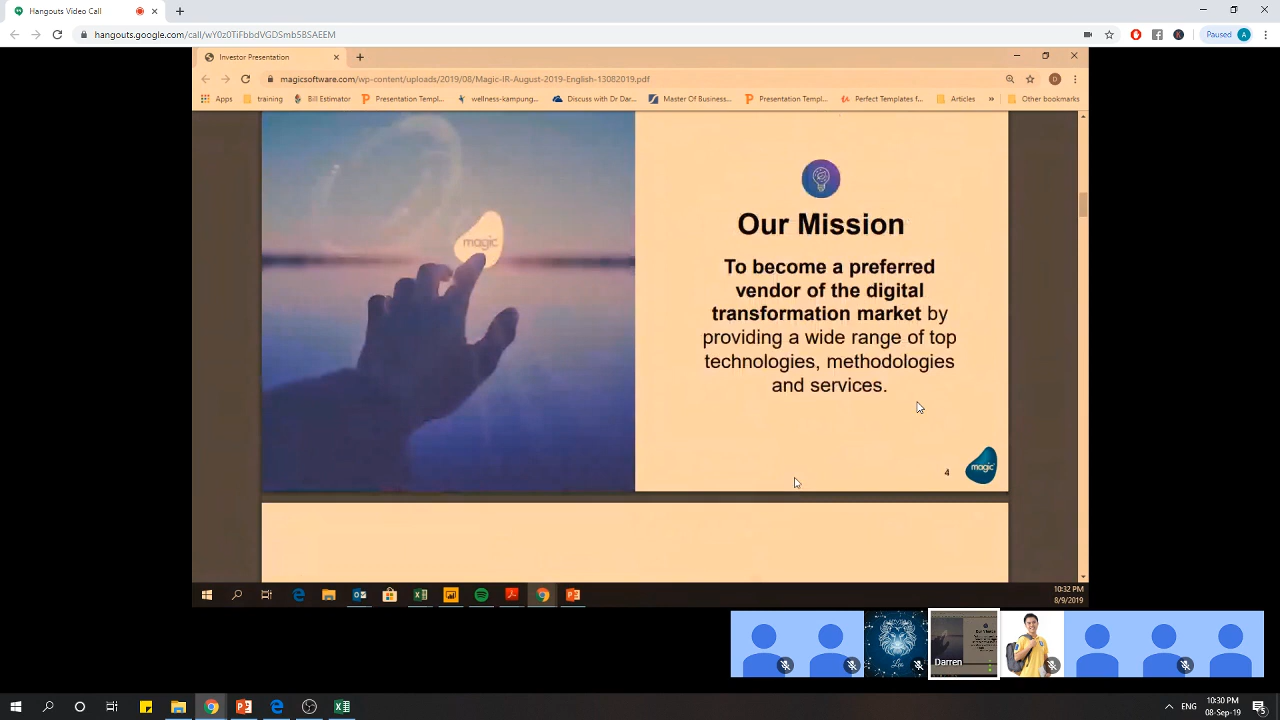 Hangouts Video Call
hangouts.google.com/call/wY0z0TiFbbdVGDSmb5BSAEEM
Paused
A
Investor Presentation
magicsoftware.com/wp-content/uploads/2019/08/Magic-IR-August-2019-English-13082019.pdf
D
Apps
training
Bill Estimator
Presentation Templ...
wellness-kampung...
Discuss with Dr Dar...
Master Of Business...
Presentation Templ...
Perfect Templates f...
Articles
»
Other bookmarks
magic
Our Mission
To become a preferred
vendor of the digital
transformation market by
providing a wide range of top
technologies, methodologies
and services.
4
magic
10:32 PM
8/9/2019
Leo
Darren
ENG
10:30 PM
08-Sep-19